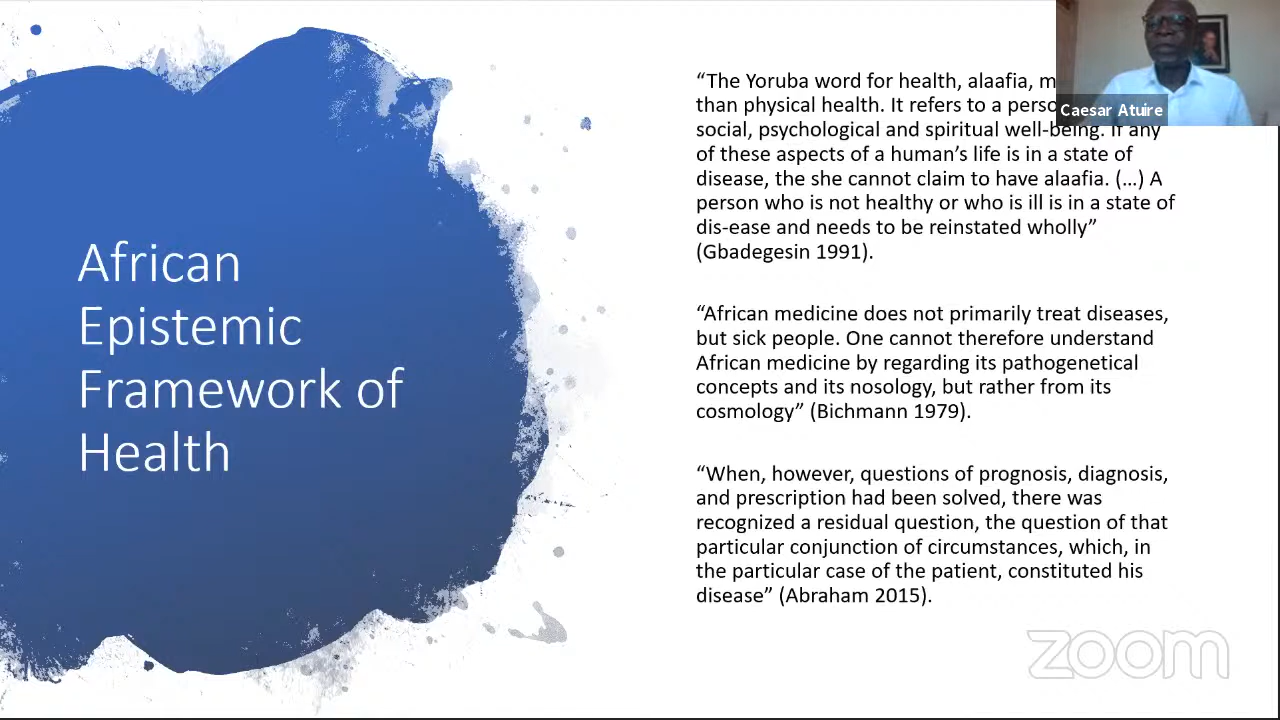 African
Epistemic
Framework of
Health
“The Yoruba word for health, alaafia, m
than physical health. It refers to a perso
social, psychological and spiritual well-being. If any
of these aspects of a human’s life is in a state of
disease, the she cannot claim to have alaafia. (…) A
person who is not healthy or who is ill is in a state of
dis-ease and needs to be reinstated wholly”
(Gbadegesin 1991).
“African medicine does not primarily treat diseases,
but sick people. One cannot therefore understand
African medicine by regarding its pathogenetical
concepts and its nosology, but rather from its
cosmology” (Bichmann 1979).
“When, however, questions of prognosis, diagnosis,
and prescription had been solved, there was
recognized a residual question, the question of that
particular conjunction of circumstances, which, in
the particular case of the patient, constituted his
disease” (Abraham 2015).
Caesar Atuire
zoom